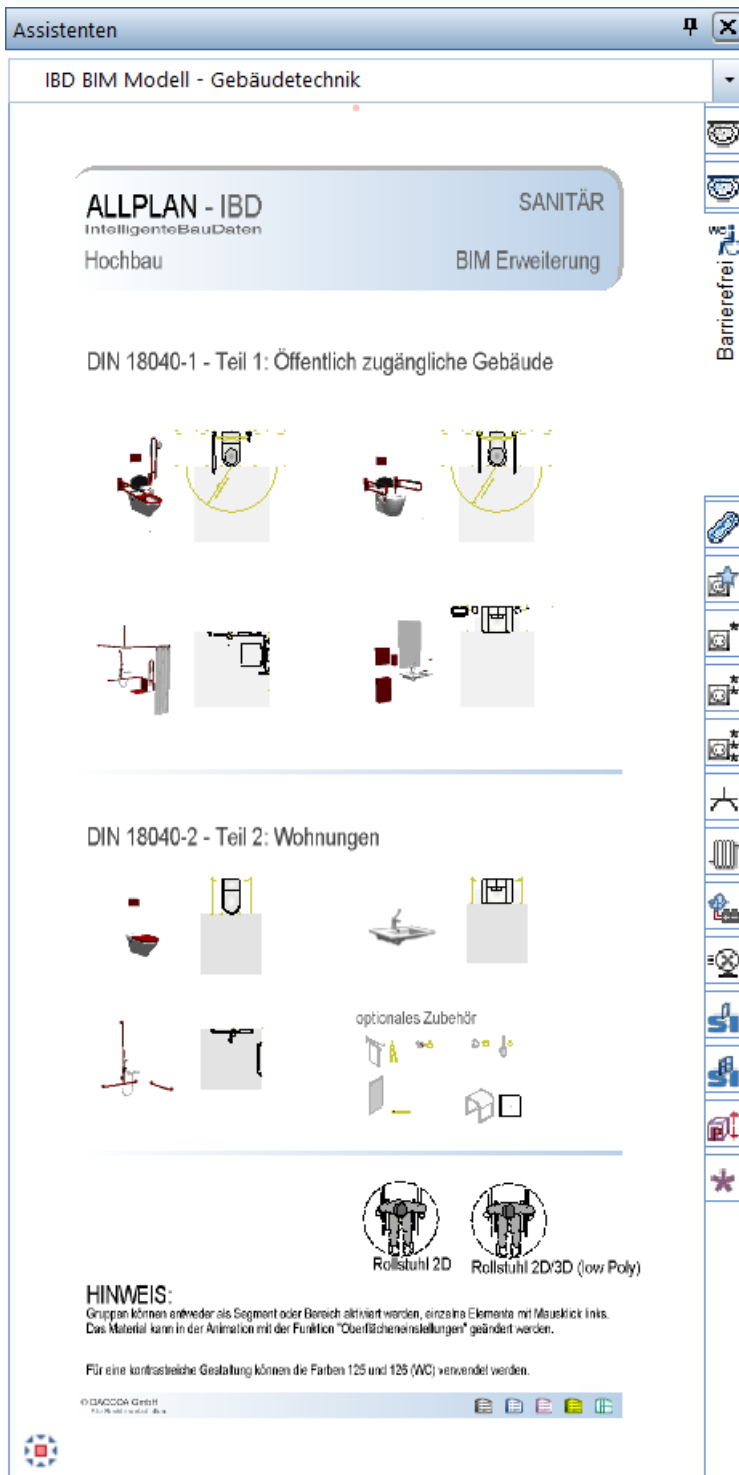 Assistenten
IBD BIM Modell - Gebäudetechnik
ALLPLAN - IBD
IntelligenteBauDaten
SANITÄR
Hochbau
BIM Erweiterung
WC
Barrierefrei
DIN 18040-1 - Teil 1: Öffentlich zugängliche Gebäude
DIN 18040-2 - Teil 2: Wohnungen
optionales Zubehör
Rollstuhl 2D
Rollstuhl 2D/3D (low Poly)
HINWEIS:
Gruppen können entweder als Segment oder Bereich aktiviert werden, einzelne Elemente mit Mausklick links.
Das Material kann in der Animation mit der Funktion "Oberflächeneinstellungen" geändert werden.
Für eine kontrastreiche Gestaltung können die Farben 125 und 126 (WC) verwendet werden.
© DACODA GmbH